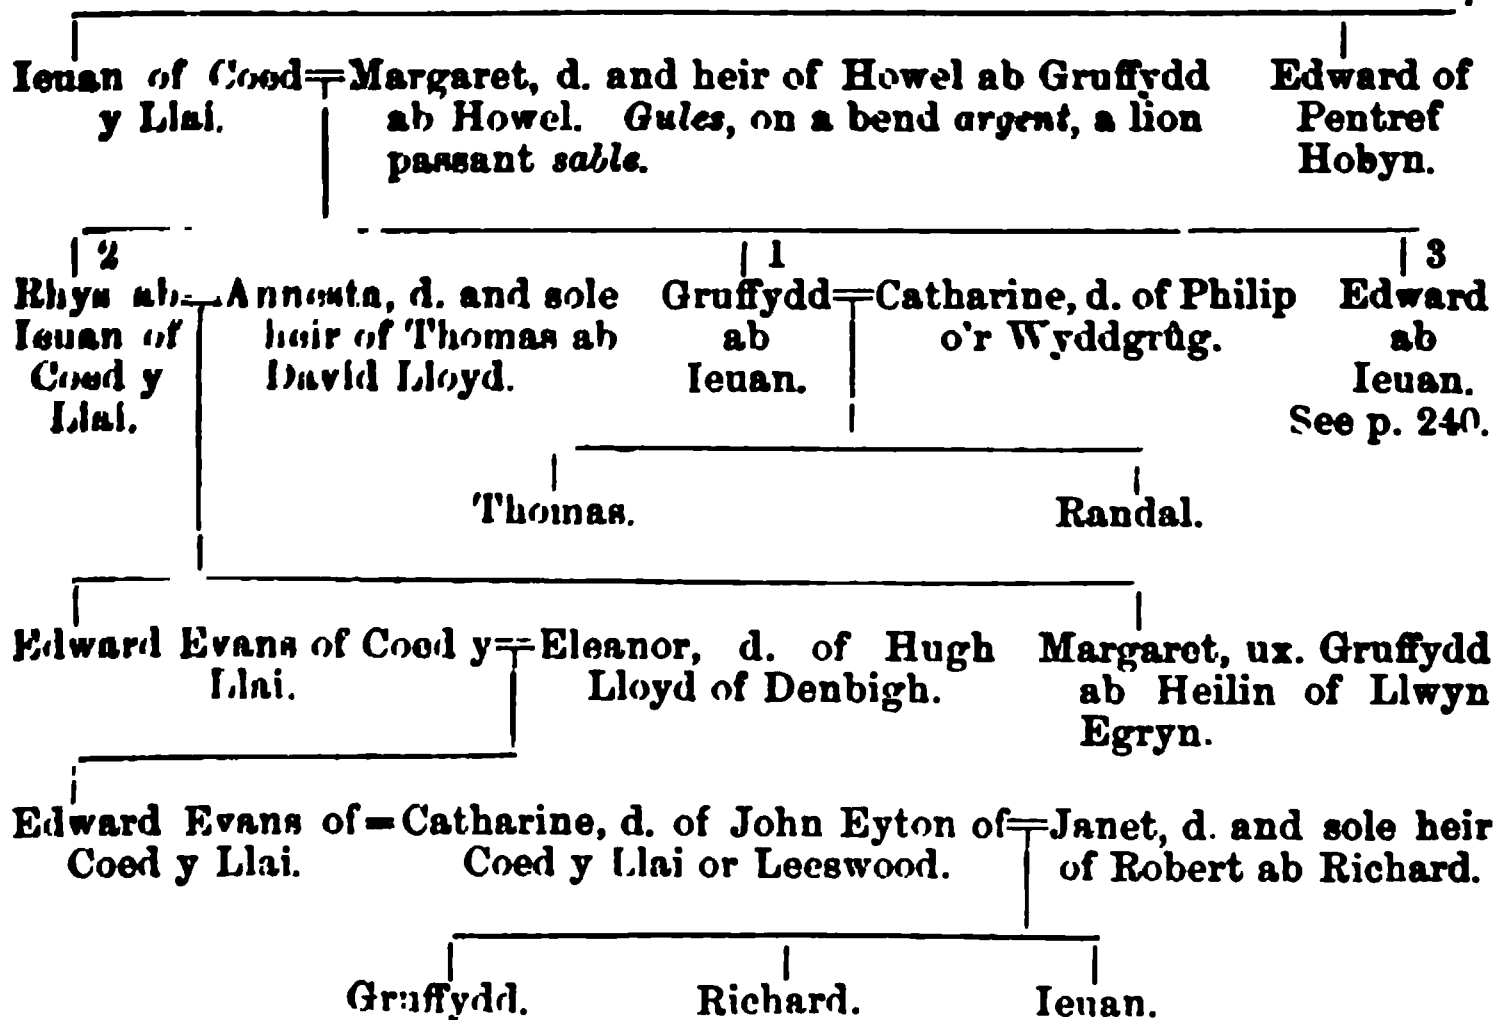 Ieuan of Coed=Margaret, d. and heir of Howel ab Gruffydd Edward of
y Llai. ab Howel. Gules, on a bend argent, a lion Pentref
passant sable. Hobyn.
2 1 3
Rhys ab=Annesta, d. and sole Gruffydd=Catharine, d. of Philip Edward
Ieuan of heir of Thomas ab ab o'r Wyddgrûg. ab
Coed y David Lloyd. Ieuan. Ieuan.
Llai. See p. 240.
Thomas. Randal.
Edward Evans of Coed y=Eleanor, d. of Hugh Margaret, ux. Gruffydd
Llai. Lloyd of Denbigh. ab Heilin of Llwyn
Egryn.
Edward Evans of=Catharine, d. of John Eyton of=Janet, d. and sole heir
Coed y Llai. Coed y Llai or Leeswood. of Robert ab Richard.
Gruffydd. Richard. Ieuan.